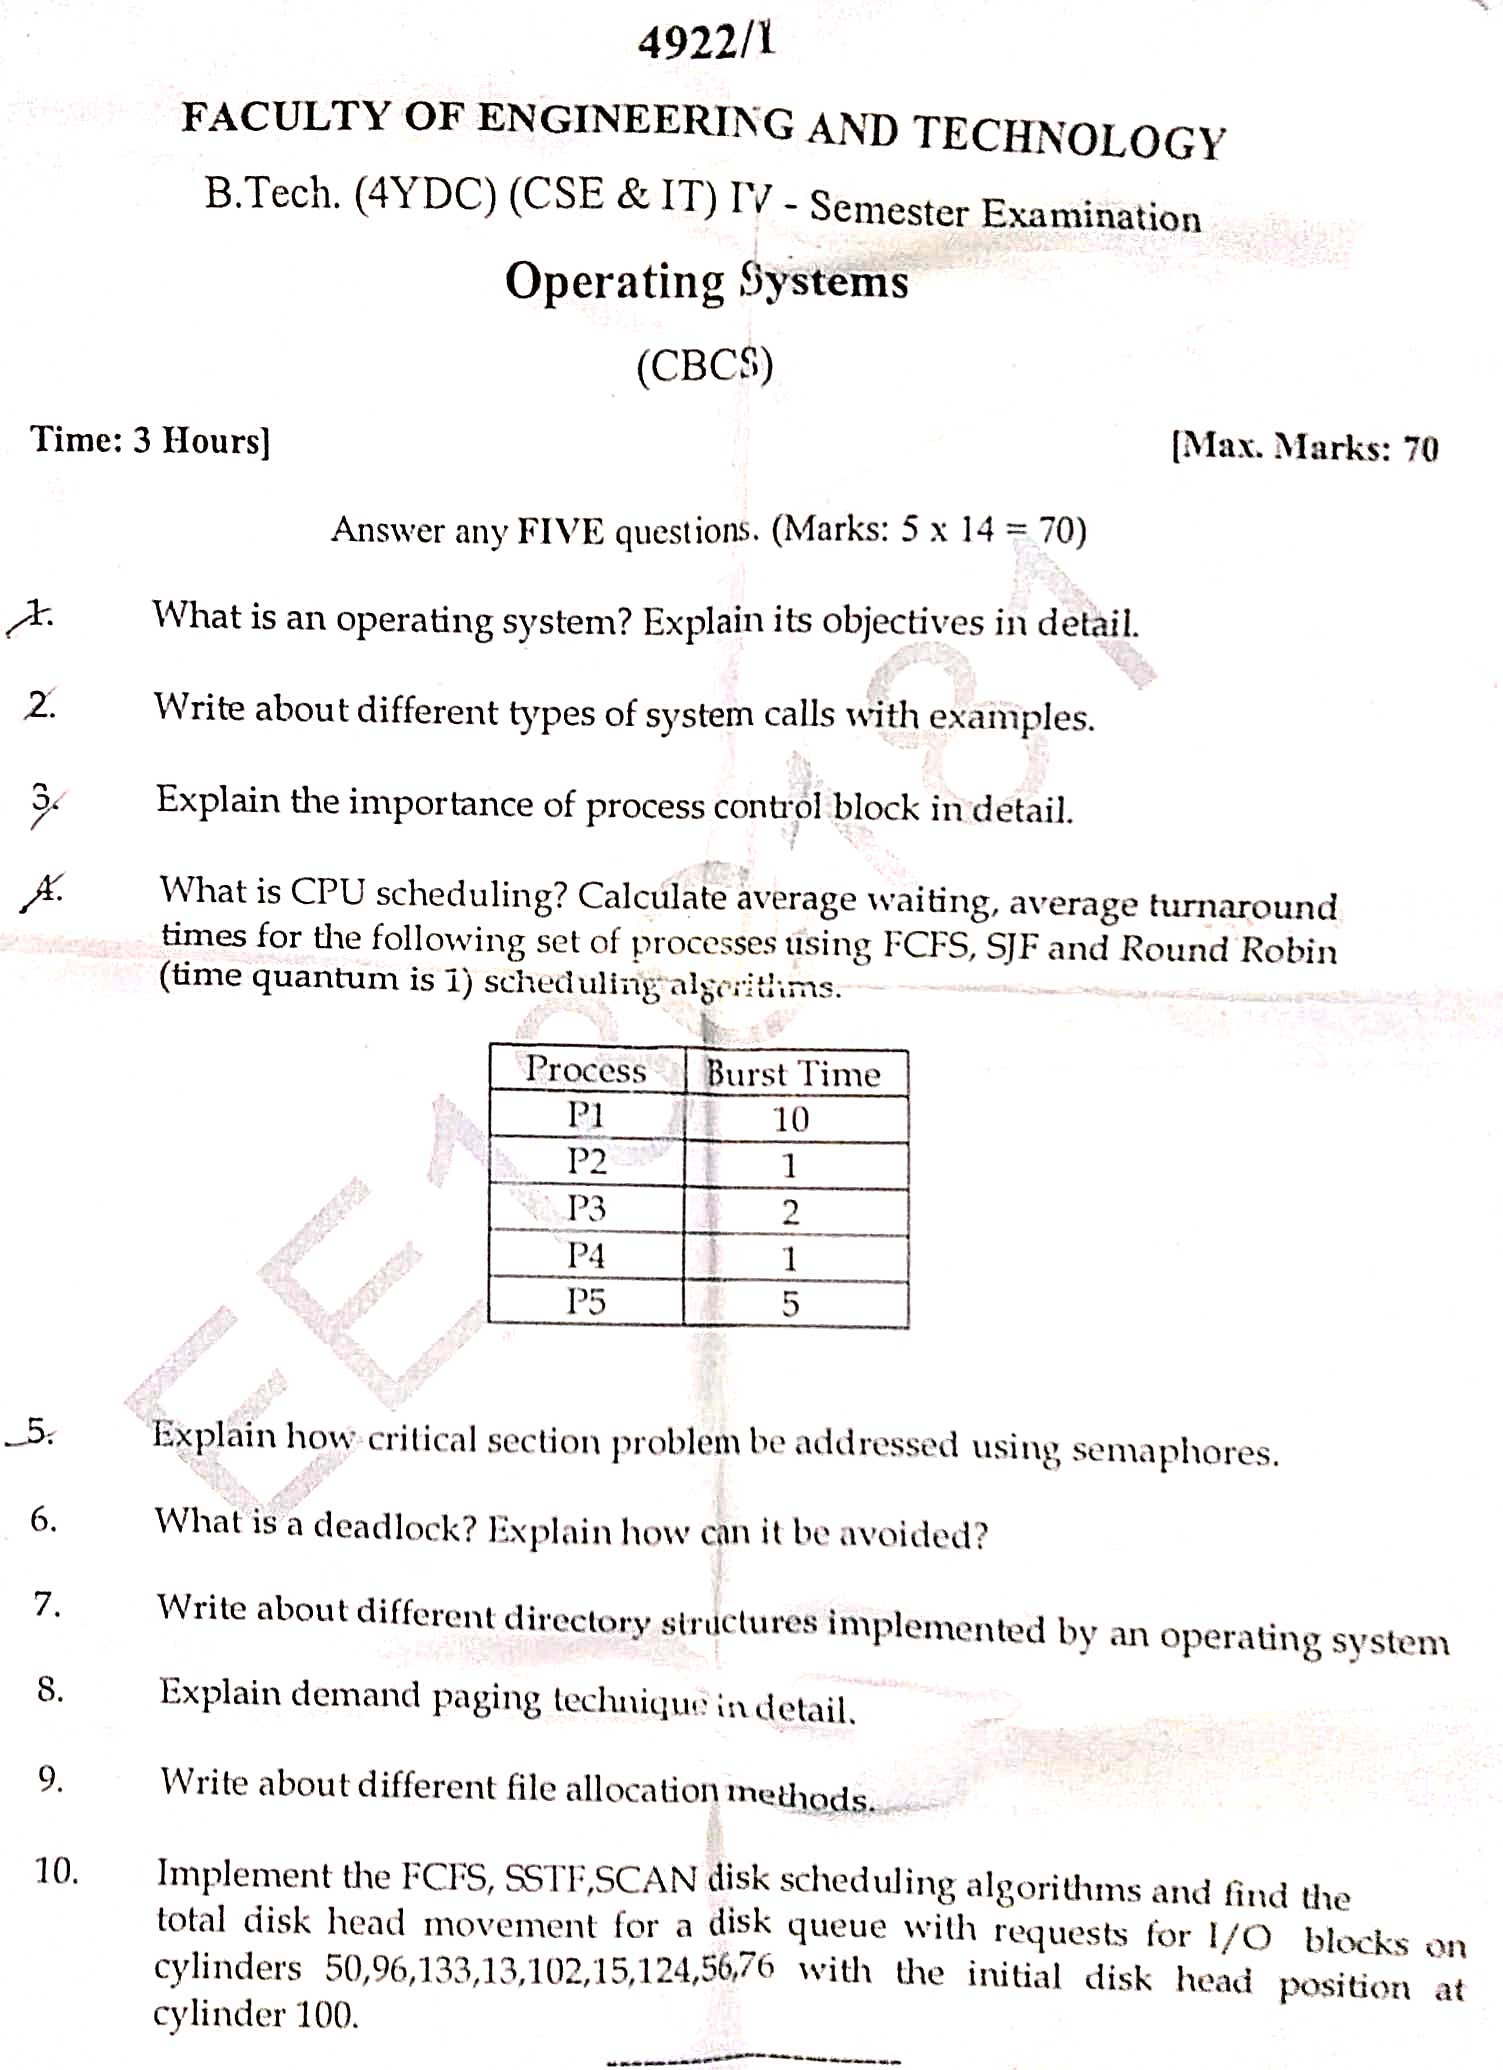 4922/1
FACULTY OF ENGINEERING AND TECHNOLOGY
B.Tech. (4YDC) (CSE & IT) IV - Semester Examination
Operating Systems
(CBCS)
Time: 3 Hours] [Max. Marks: 70
Answer any FIVE questions. (Marks: 5 x 14 = 70)
1. What is an operating system? Explain its objectives in detail.
2. Write about different types of system calls with examples.
3. Explain the importance of process control block in detail.
4. What is CPU scheduling? Calculate average waiting, average turnaround
times for the following set of processes using FCFS, SJF and Round Robin
(time quantum is 1) scheduling algorithms.
Process Burst Time
P1 10
P2 1
P3 2
P4 1
P5 5
5. Explain how critical section problem be addressed using semaphores.
6. What is a deadlock? Explain how can it be avoided?
7. Write about different directory structures implemented by an operating system
8. Explain demand paging technique in detail.
9. Write about different file allocation methods.
10. Implement the FCFS, SSTF,SCAN disk scheduling algorithms and find the
total disk head movement for a disk queue with requests for I/O blocks on
cylinders 50,96,133,13,102,15,124,56,76 with the initial disk head position at
cylinder 100.